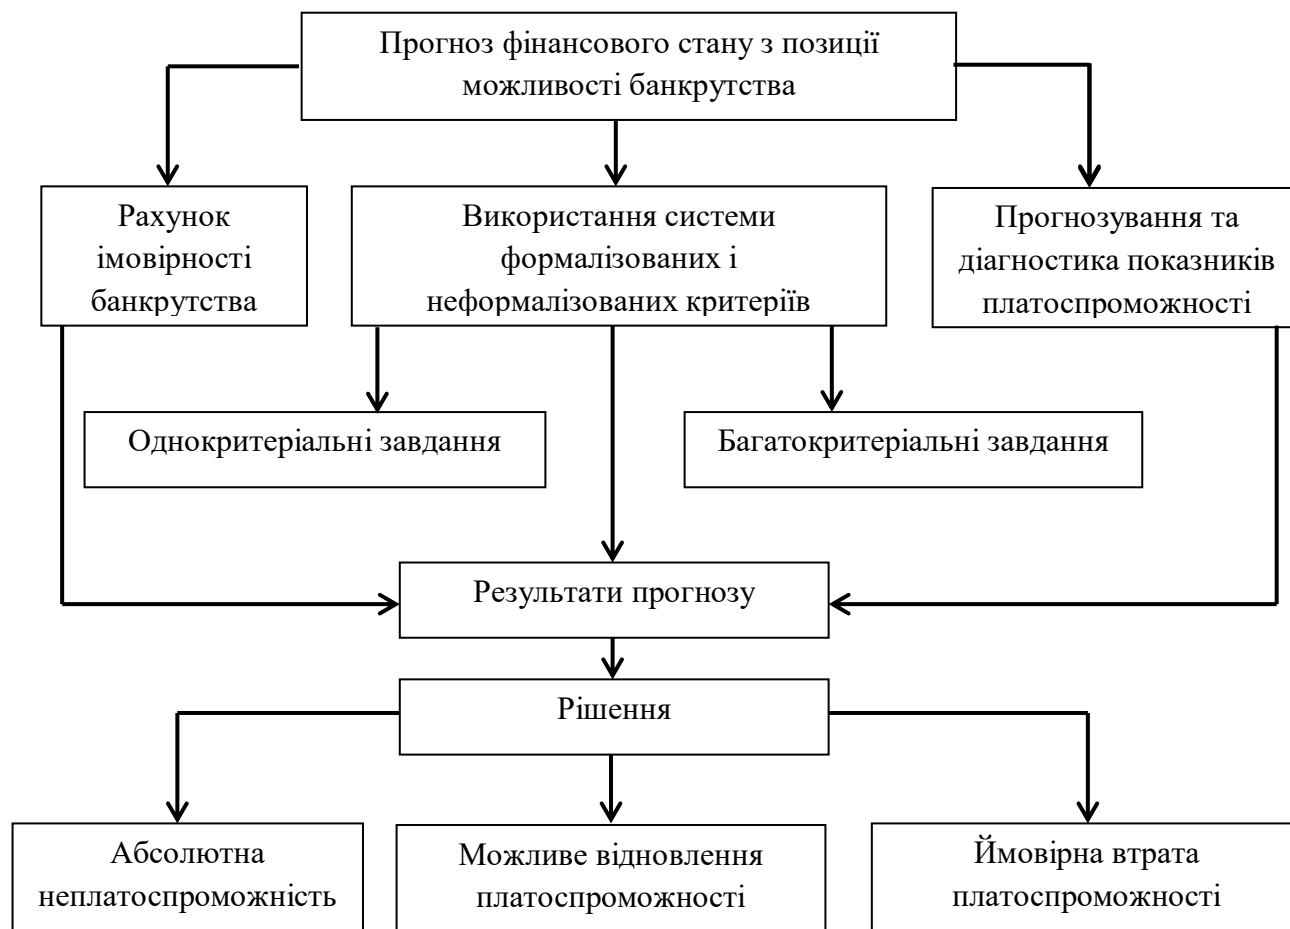 Прогноз фінансового стану з позиції
можливості банкрутства
Рахунок
імовірності
банкрутства
Використання системи
формалізованих і
неформалізованих критеріїв
Прогнозування та
діагностика показників
платоспроможності
Однокритеріальні завдання
Багатокритеріальні завдання
Результати прогнозу
Рішення
Абсолютна
неплатоспроможність
Можливе відновлення
платоспроможності
Ймовірна втрата
платоспроможності